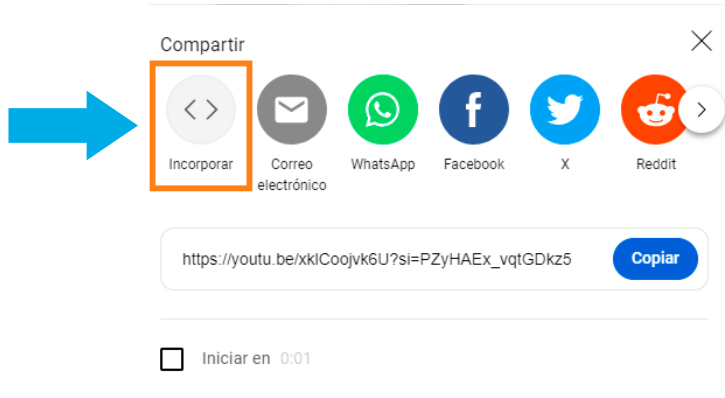 Compartir
Incorporar
Correo
electrónico
WhatsApp
Facebook
X
Reddit
https://youtu.be/xklCoojvk6U?si=PZyHAEx_vqtGDkz5
Copiar
Iniciar en 0:01